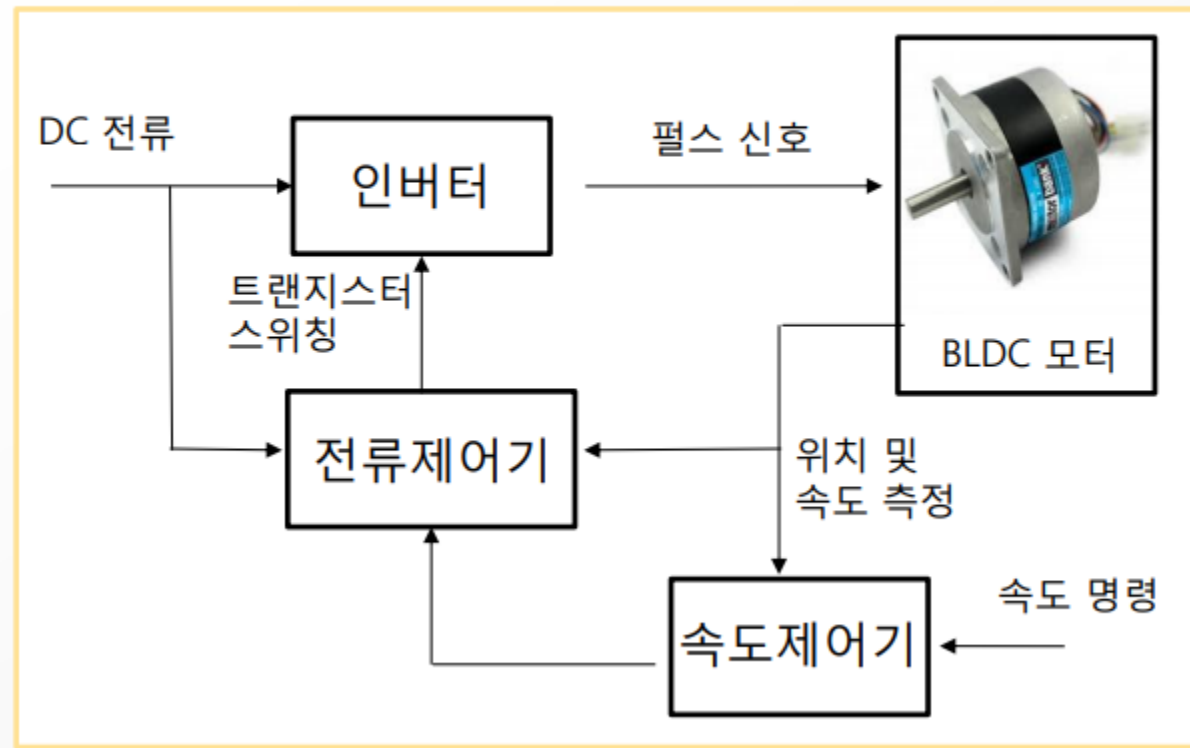 DC 전류
인버터
펄스 신호
트랜지스터
스위칭
BLDC 모터
전류제어기
위치 및
속도 측정
속도 명령
속도제어기